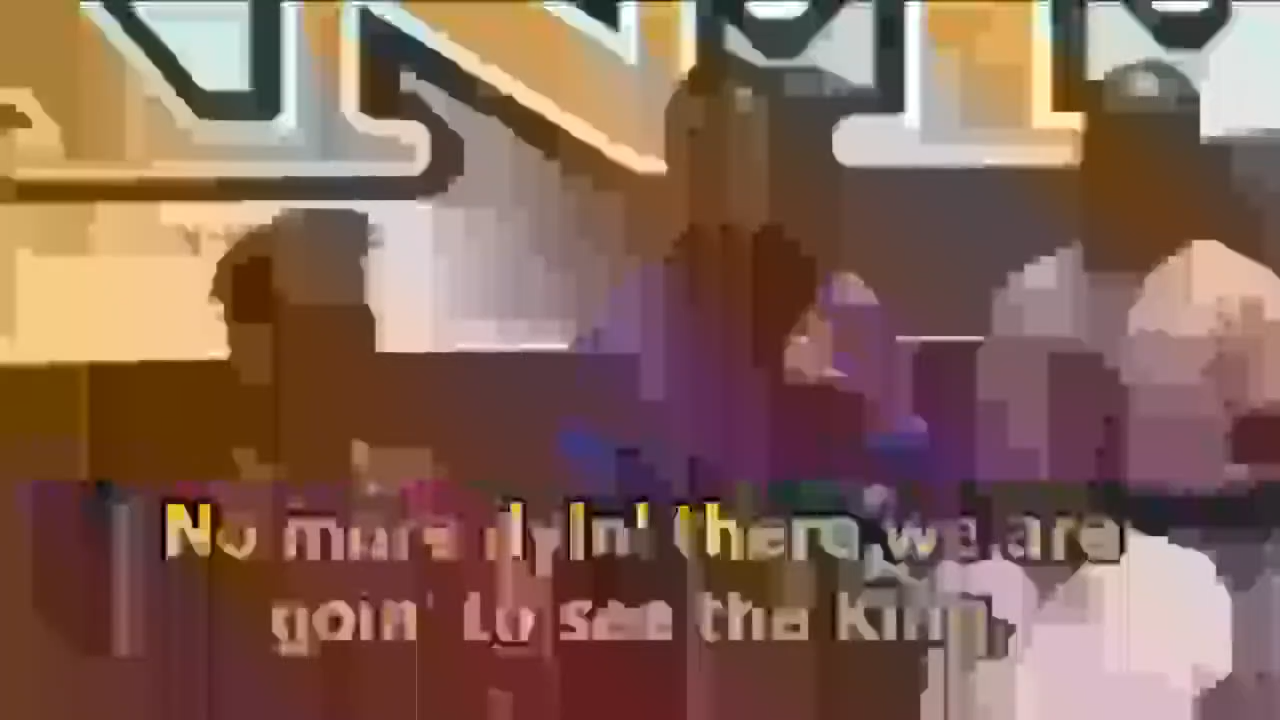 No more dyin' there, we are
goin' to see the King